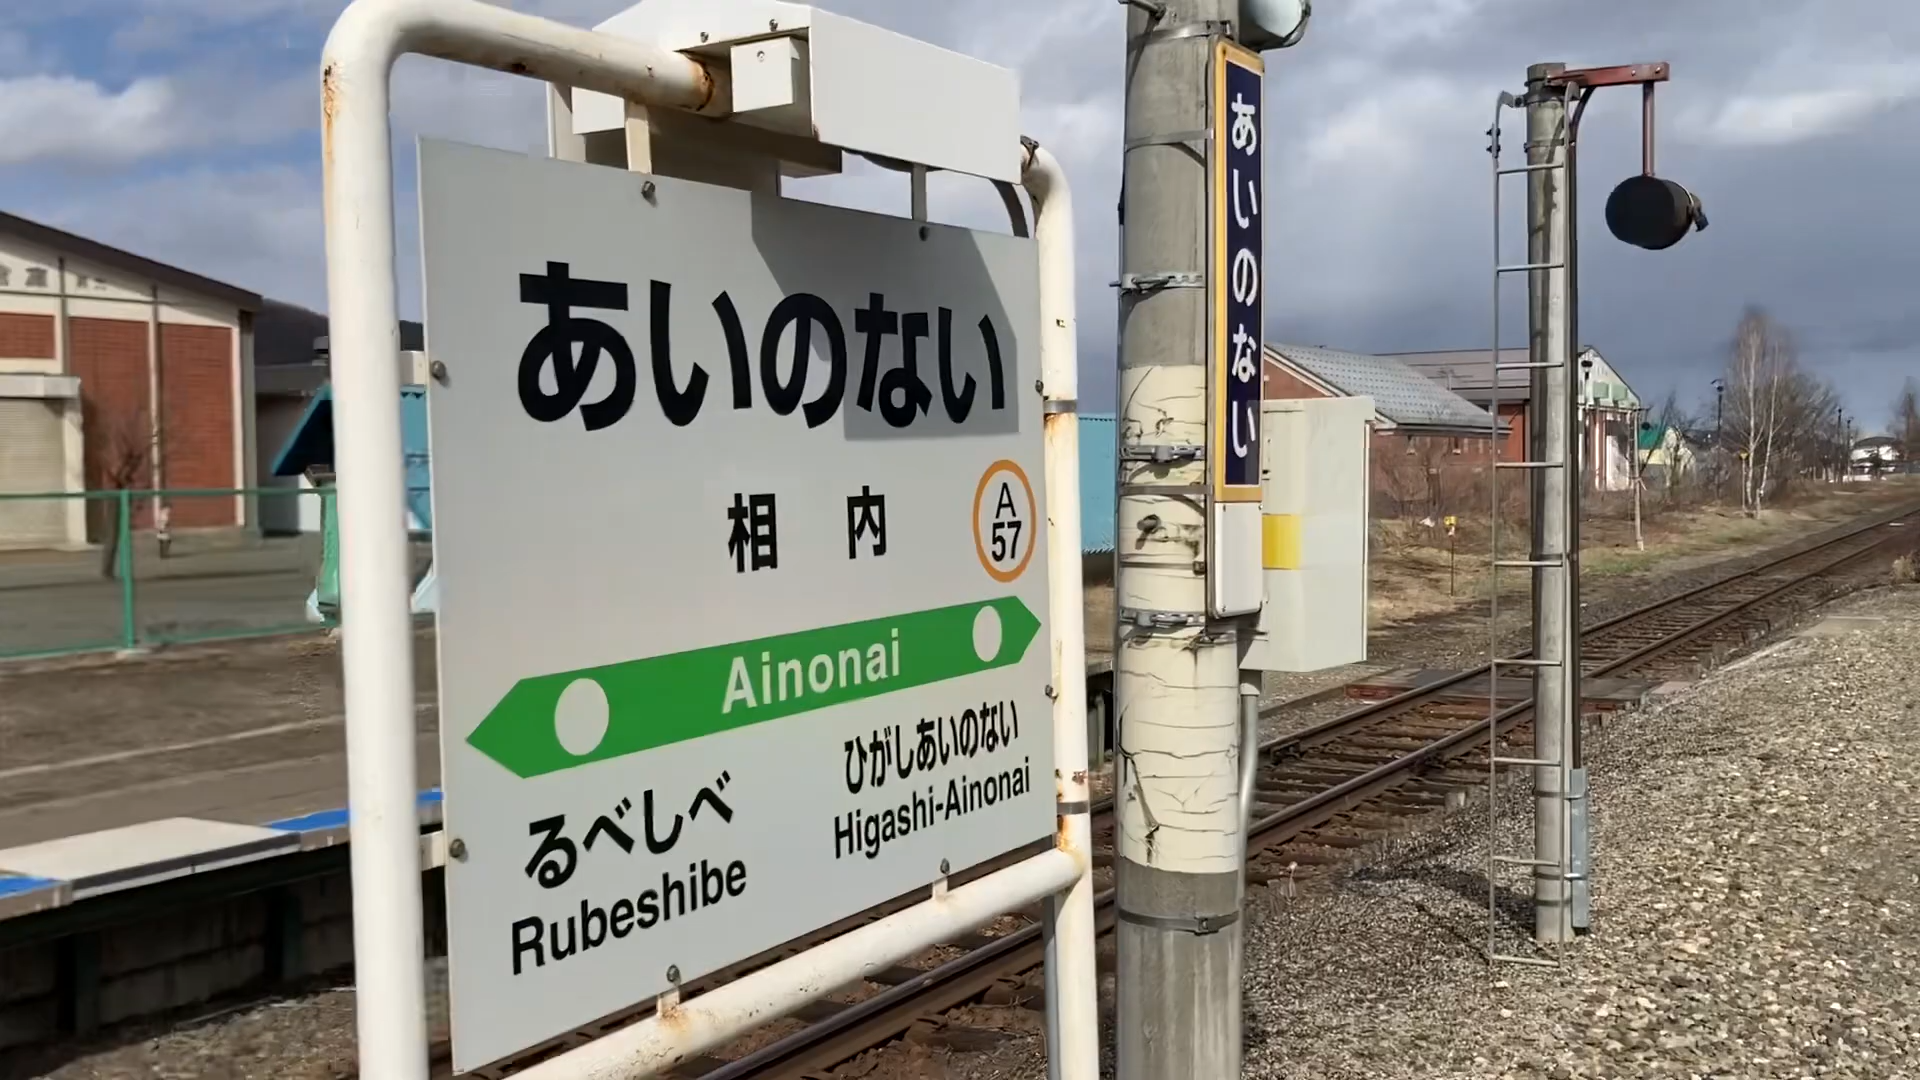 あいのない
相内
A
57
Ainonai
るべしべ
Rubeshibe
ひがしあいのない
Higashi-Ainonai
あいのない